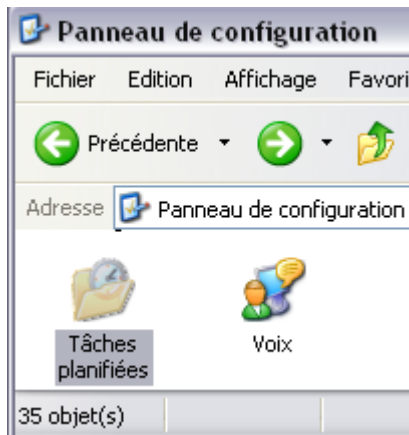 Panneau de configuration
Fichier Edition Affichage Favori
Précédente
Adresse Panneau de configuration
Tâches
planifiées
Voix
35 objet(s)